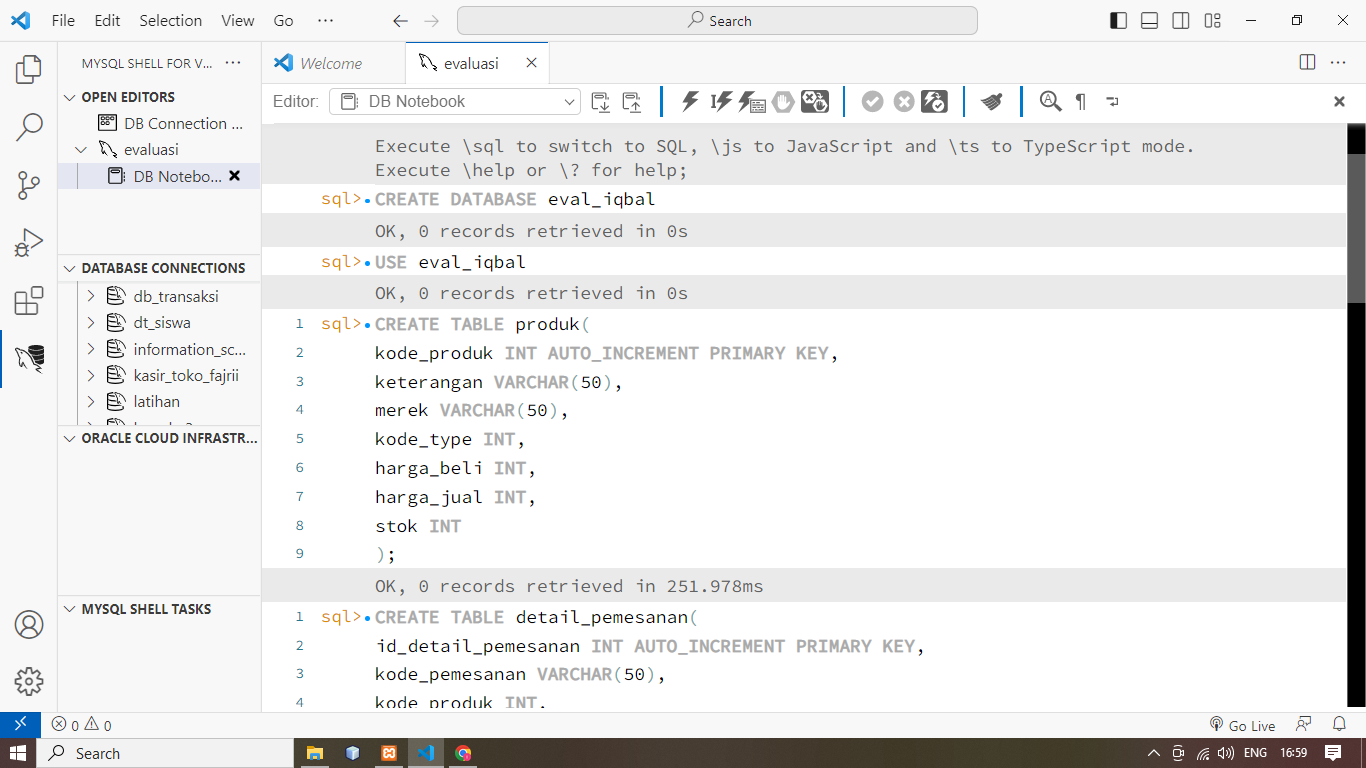 File Edit Selection View Go ··· Search
MYSQL SHELL FOR V... ···
OPEN EDITORS
DB Connection ...
evaluasi
DB Notebo...
DATABASE CONNECTIONS
db_transaksi
dt_siswa
information_sc...
kasir_toko_fajrii
latihan
ORACLE CLOUD INFRASTR...
MYSQL SHELL TASKS
Welcome evaluasi
Editor: DB Notebook
Execute \sql to switch to SQL, \js to JavaScript and \ts to TypeScript mode.
Execute \help or \? for help;
sql> CREATE DATABASE eval_iqbal
OK, 0 records retrieved in 0s
sql> USE eval_iqbal
OK, 0 records retrieved in 0s
1 sql> CREATE TABLE produk(
2 kode_produk INT AUTO_INCREMENT PRIMARY KEY,
3 keterangan VARCHAR(50),
4 merek VARCHAR(50),
5 kode_type INT,
6 harga_beli INT,
7 harga_jual INT,
8 stok INT
9 );
OK, 0 records retrieved in 251.978ms
1 sql> CREATE TABLE detail_pemesanan(
2 id_detail_pemesanan INT AUTO_INCREMENT PRIMARY KEY,
3 kode_pemesanan VARCHAR(50),
4 kode_produk INT,
0 0 Go Live
Search ENG 16:59